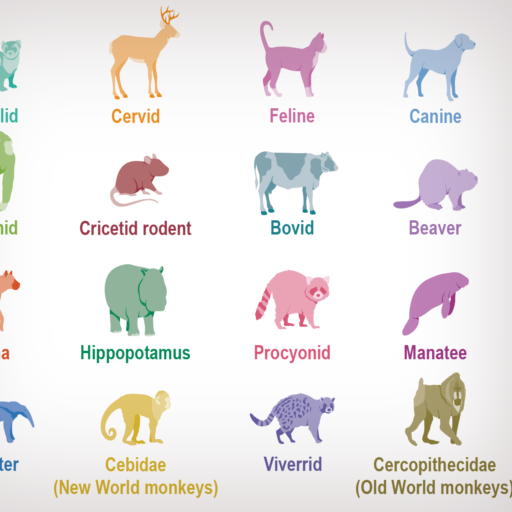 lid Cervid Feline Canine
nid Cricetid rodent Bovid Beaver
a Hippopotamus Procyonid Manatee
ter Cebidae Viverrid Cercopithecidae
(New World monkeys) (Old World monkeys)